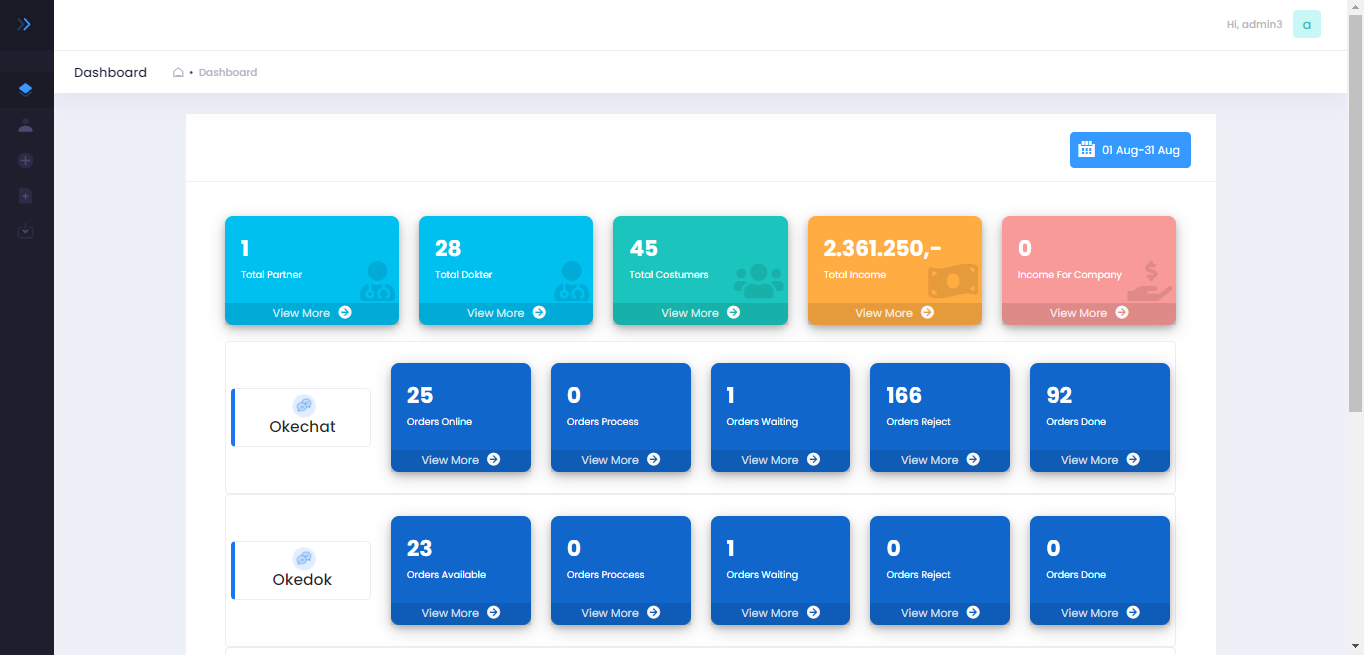 Hi, admin3 a
Dashboard • Dashboard
01 Aug-31 Aug
1 28 45 2.361.250,- 0
Total Partner Total Dokter Total Costumers Total Income Income For Company
View More View More View More View More View More
25 0 1 166 92
Orders Online Orders Process Orders Waiting Orders Reject Orders Done
Okechat
View More View More View More View More View More
23 0 1 0 0
Orders Available Orders Proccess Orders Waiting Orders Reject Orders Done
Okedok
View More View More View More View More View More